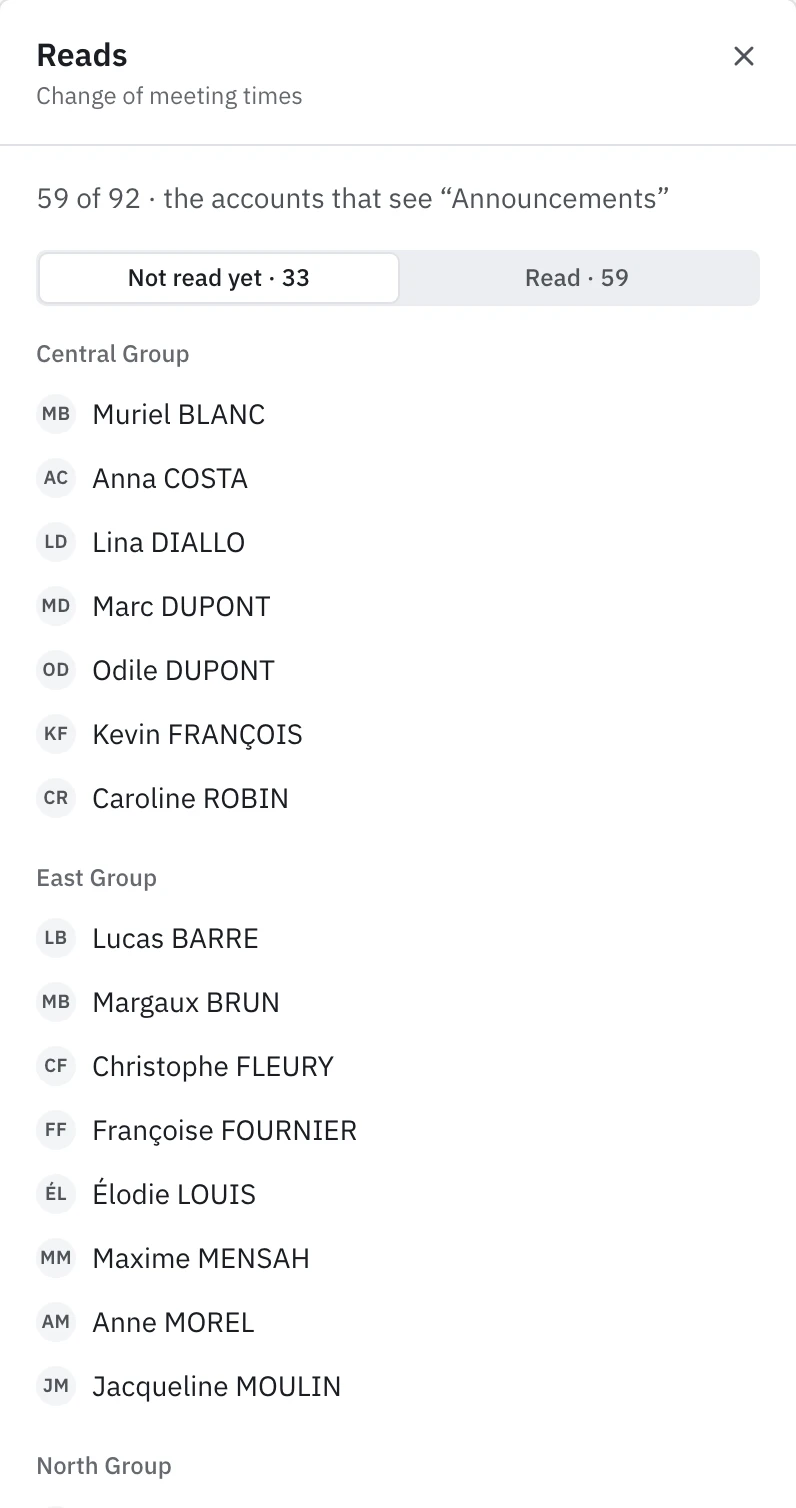 Reads
Change of meeting times
59 of 92 · the accounts that see “Announcements”
Not read yet · 33
Read · 59
Central Group
MB Muriel BLANC
AC Anna COSTA
LD Lina DIALLO
MD Marc DUPONT
OD Odile DUPONT
KF Kevin FRANÇOIS
CR Caroline ROBIN
East Group
LB Lucas BARRE
MB Margaux BRUN
CF Christophe FLEURY
FF Françoise FOURNIER
ÉL Élodie LOUIS
MM Maxime MENSAH
AM Anne MOREL
JM Jacqueline MOULIN
North Group